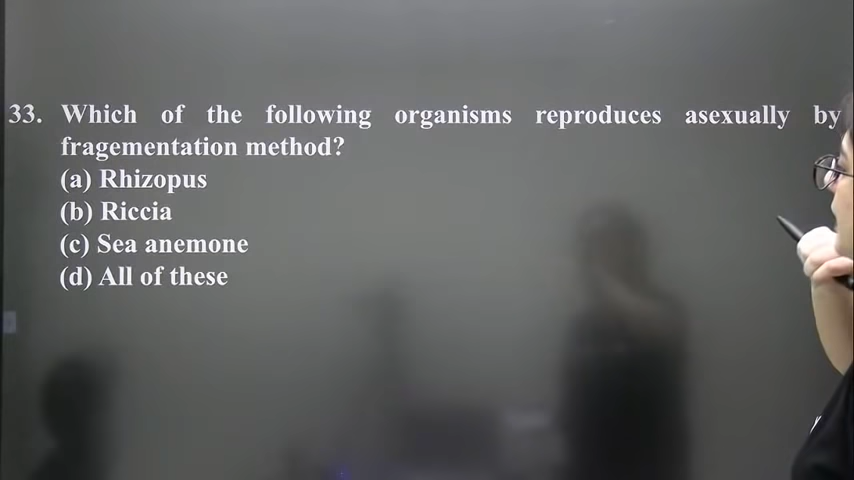 33. Which of the following organisms reproduces asexually by
fragementation method?
(a) Rhizopus
(b) Riccia
(c) Sea anemone
(d) All of these